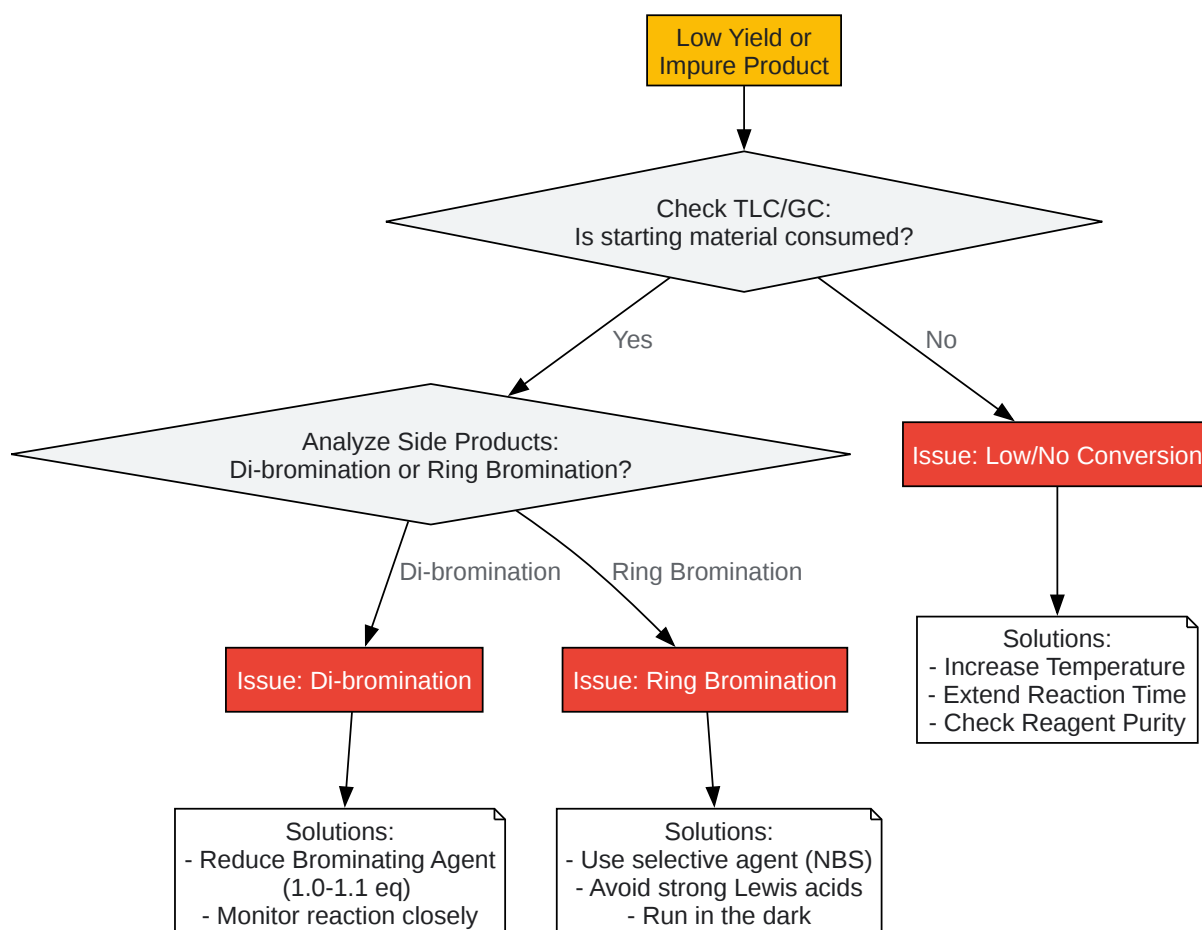 Low Yield or
Impure Product
Check TLC/GC:
Is starting material consumed?
Yes
No
Analyze Side Products:
Di-bromination or Ring Bromination?
Issue: Low/No Conversion
Di-bromination
Ring Bromination
Solutions:
- Increase Temperature
- Extend Reaction Time
- Check Reagent Purity
Issue: Di-bromination
Issue: Ring Bromination
Solutions:
- Reduce Brominating Agent
(1.0-1.1 eq)
- Monitor reaction closely
Solutions:
- Use selective agent (NBS)
- Avoid strong Lewis acids
- Run in the dark